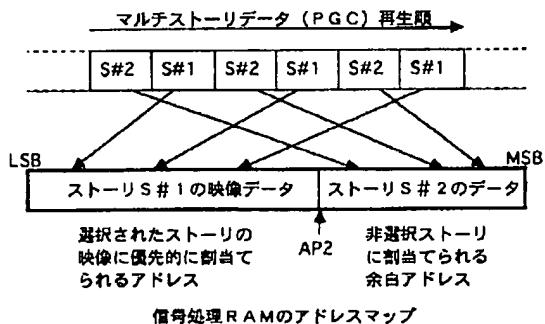 マルチストーリデータ（PGC）再生順
S#2 S#1 S#2 S#1 S#2 S#1
LSB MSB
ストーリS＃1の映像データ ストーリS＃2のデータ
選択されたストーリの
映像に優先的に割当て
られるアドレス
AP2
非選択ストーリ
に割当てられる
余白アドレス
信号処理RAMのアドレスマップ